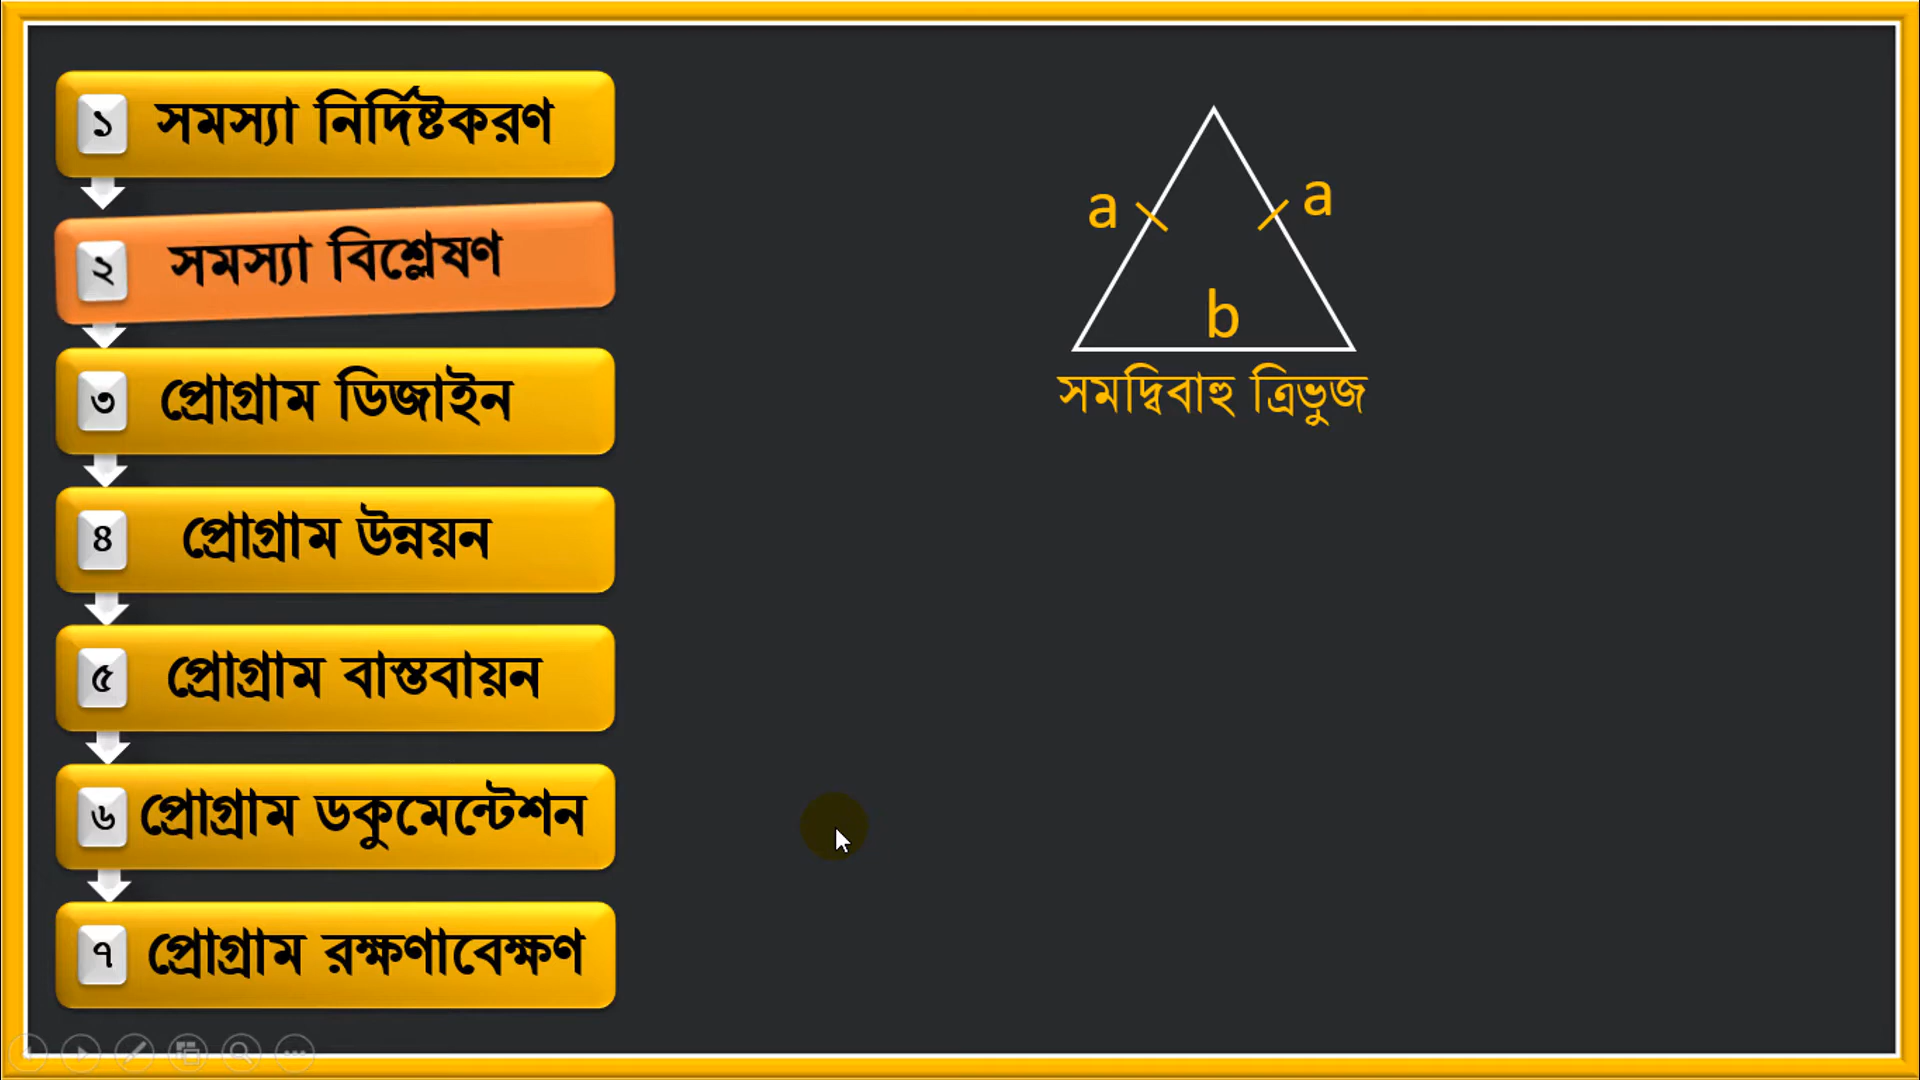 ১ সমস্যা নির্দিষ্টকরণ
২ সমস্যা বিশ্লেষণ
৩ প্রোগ্রাম ডিজাইন
৪ প্রোগ্রাম উন্নয়ন
৫ প্রোগ্রাম বাস্তবায়ন
৬ প্রোগ্রাম ডকুমেন্টেশন
৭ প্রোগ্রাম রক্ষণাবেক্ষণ
a a
b
সমদ্বিবাহু ত্রিভুজ